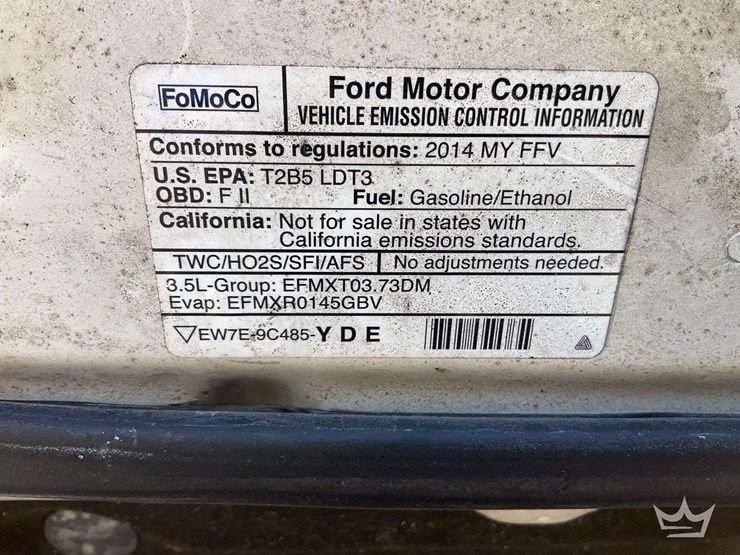 FoMoCo
Ford Motor Company
VEHICLE EMISSION CONTROL INFORMATION
Conforms to regulations: 2014 MY FFV
U.S. EPA: T2B5 LDT3
OBD: F II Fuel: Gasoline/Ethanol
California: Not for sale in states with
California emissions standards.
TWC/HO2S/SFI/AFS No adjustments needed.
3.5L-Group: EFMXT03.73DM
Evap: EFMXR0145GBV
EW7E-9C485-Y D E